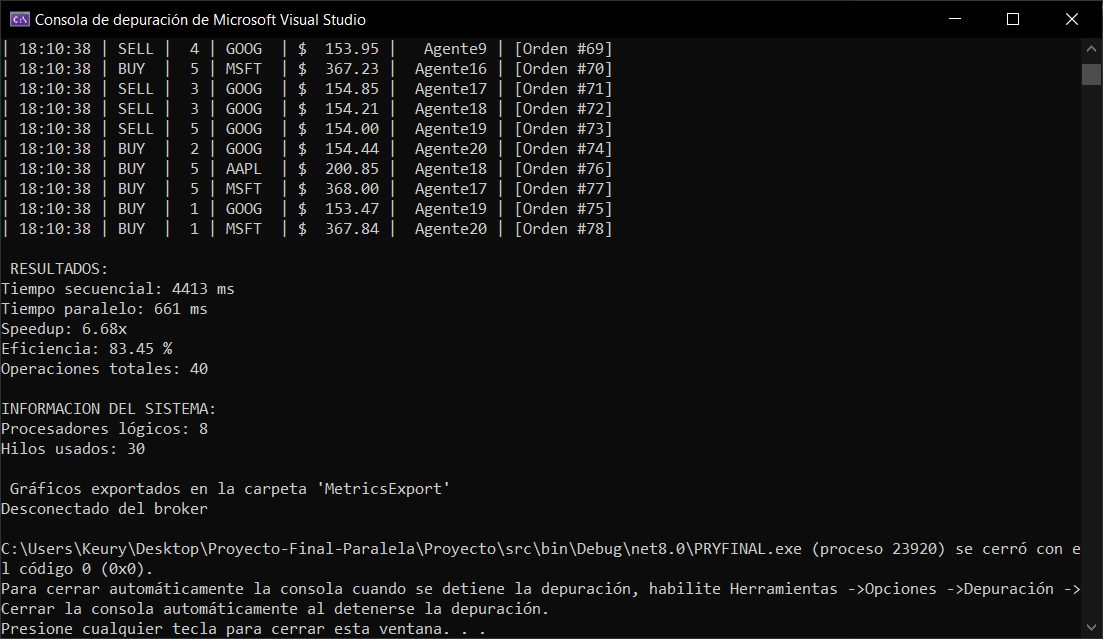 Consola de depuración de Microsoft Visual Studio
| 18:10:38 | SELL |  4 | GOOG  | $  153.95 |   Agente9 | [Orden #69]
| 18:10:38 | BUY  |  5 | MSFT  | $  367.23 |  Agente16 | [Orden #70]
| 18:10:38 | SELL |  3 | GOOG  | $  154.85 |  Agente17 | [Orden #71]
| 18:10:38 | SELL |  3 | GOOG  | $  154.21 |  Agente18 | [Orden #72]
| 18:10:38 | SELL |  5 | GOOG  | $  154.00 |  Agente19 | [Orden #73]
| 18:10:38 | BUY  |  2 | GOOG  | $  154.44 |  Agente20 | [Orden #74]
| 18:10:38 | BUY  |  5 | AAPL  | $  200.85 |  Agente18 | [Orden #76]
| 18:10:38 | BUY  |  5 | MSFT  | $  368.00 |  Agente17 | [Orden #77]
| 18:10:38 | BUY  |  1 | GOOG  | $  153.47 |  Agente19 | [Orden #75]
| 18:10:38 | BUY  |  1 | MSFT  | $  367.84 |  Agente20 | [Orden #78]
RESULTADOS:
Tiempo secuencial: 4413 ms
Tiempo paralelo: 661 ms
Speedup: 6.68x
Eficiencia: 83.45 %
Operaciones totales: 40
INFORMACION DEL SISTEMA:
Procesadores lógicos: 8
Hilos usados: 30
Gráficos exportados en la carpeta 'MetricsExport'
Desconectado del broker
C:\Users\Keury\Desktop\Proyecto-Final-Paralela\Proyecto\src\bin\Debug\net8.0\PRYFINAL.exe (proceso 23920) se cerró con e
l código 0 (0x0).
Para cerrar automáticamente la consola cuando se detiene la depuración, habilite Herramientas ->Opciones ->Depuración ->
Cerrar la consola automáticamente al detenerse la depuración.
Presione cualquier tecla para cerrar esta ventana. . .